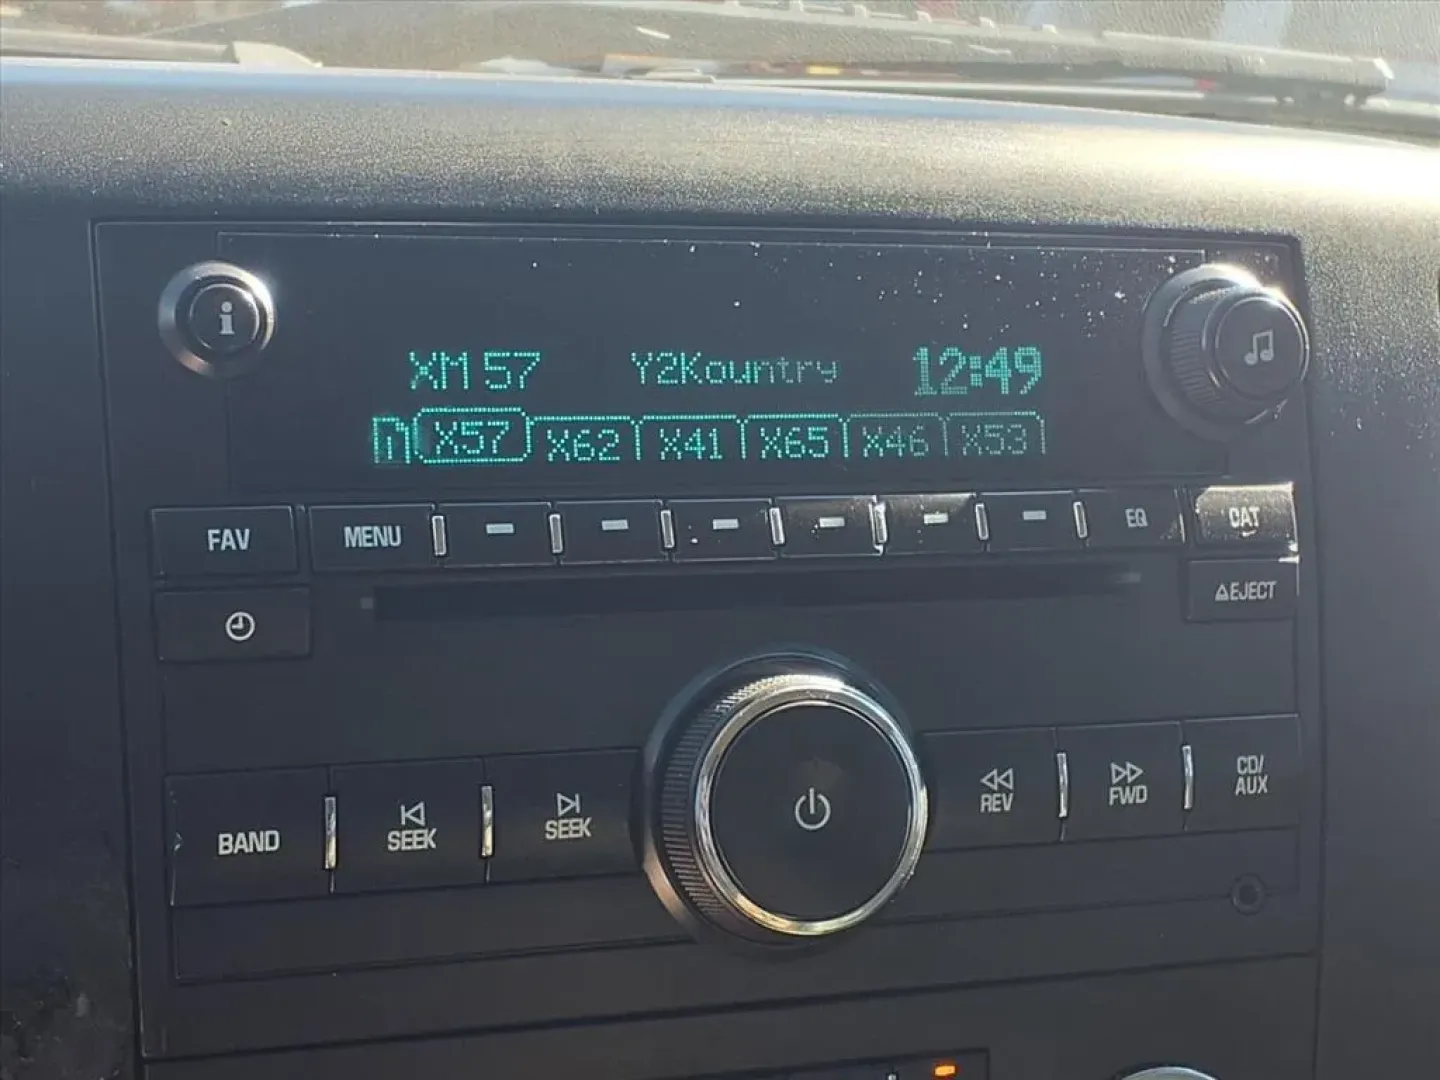 i
XM 57 Y2Kountry 12:49
X57 X62 X41 X65 X46 X53
FAV MENU EQ CAT
▲EJECT
BAND SEEK SEEK REV FWD CD/
AUX